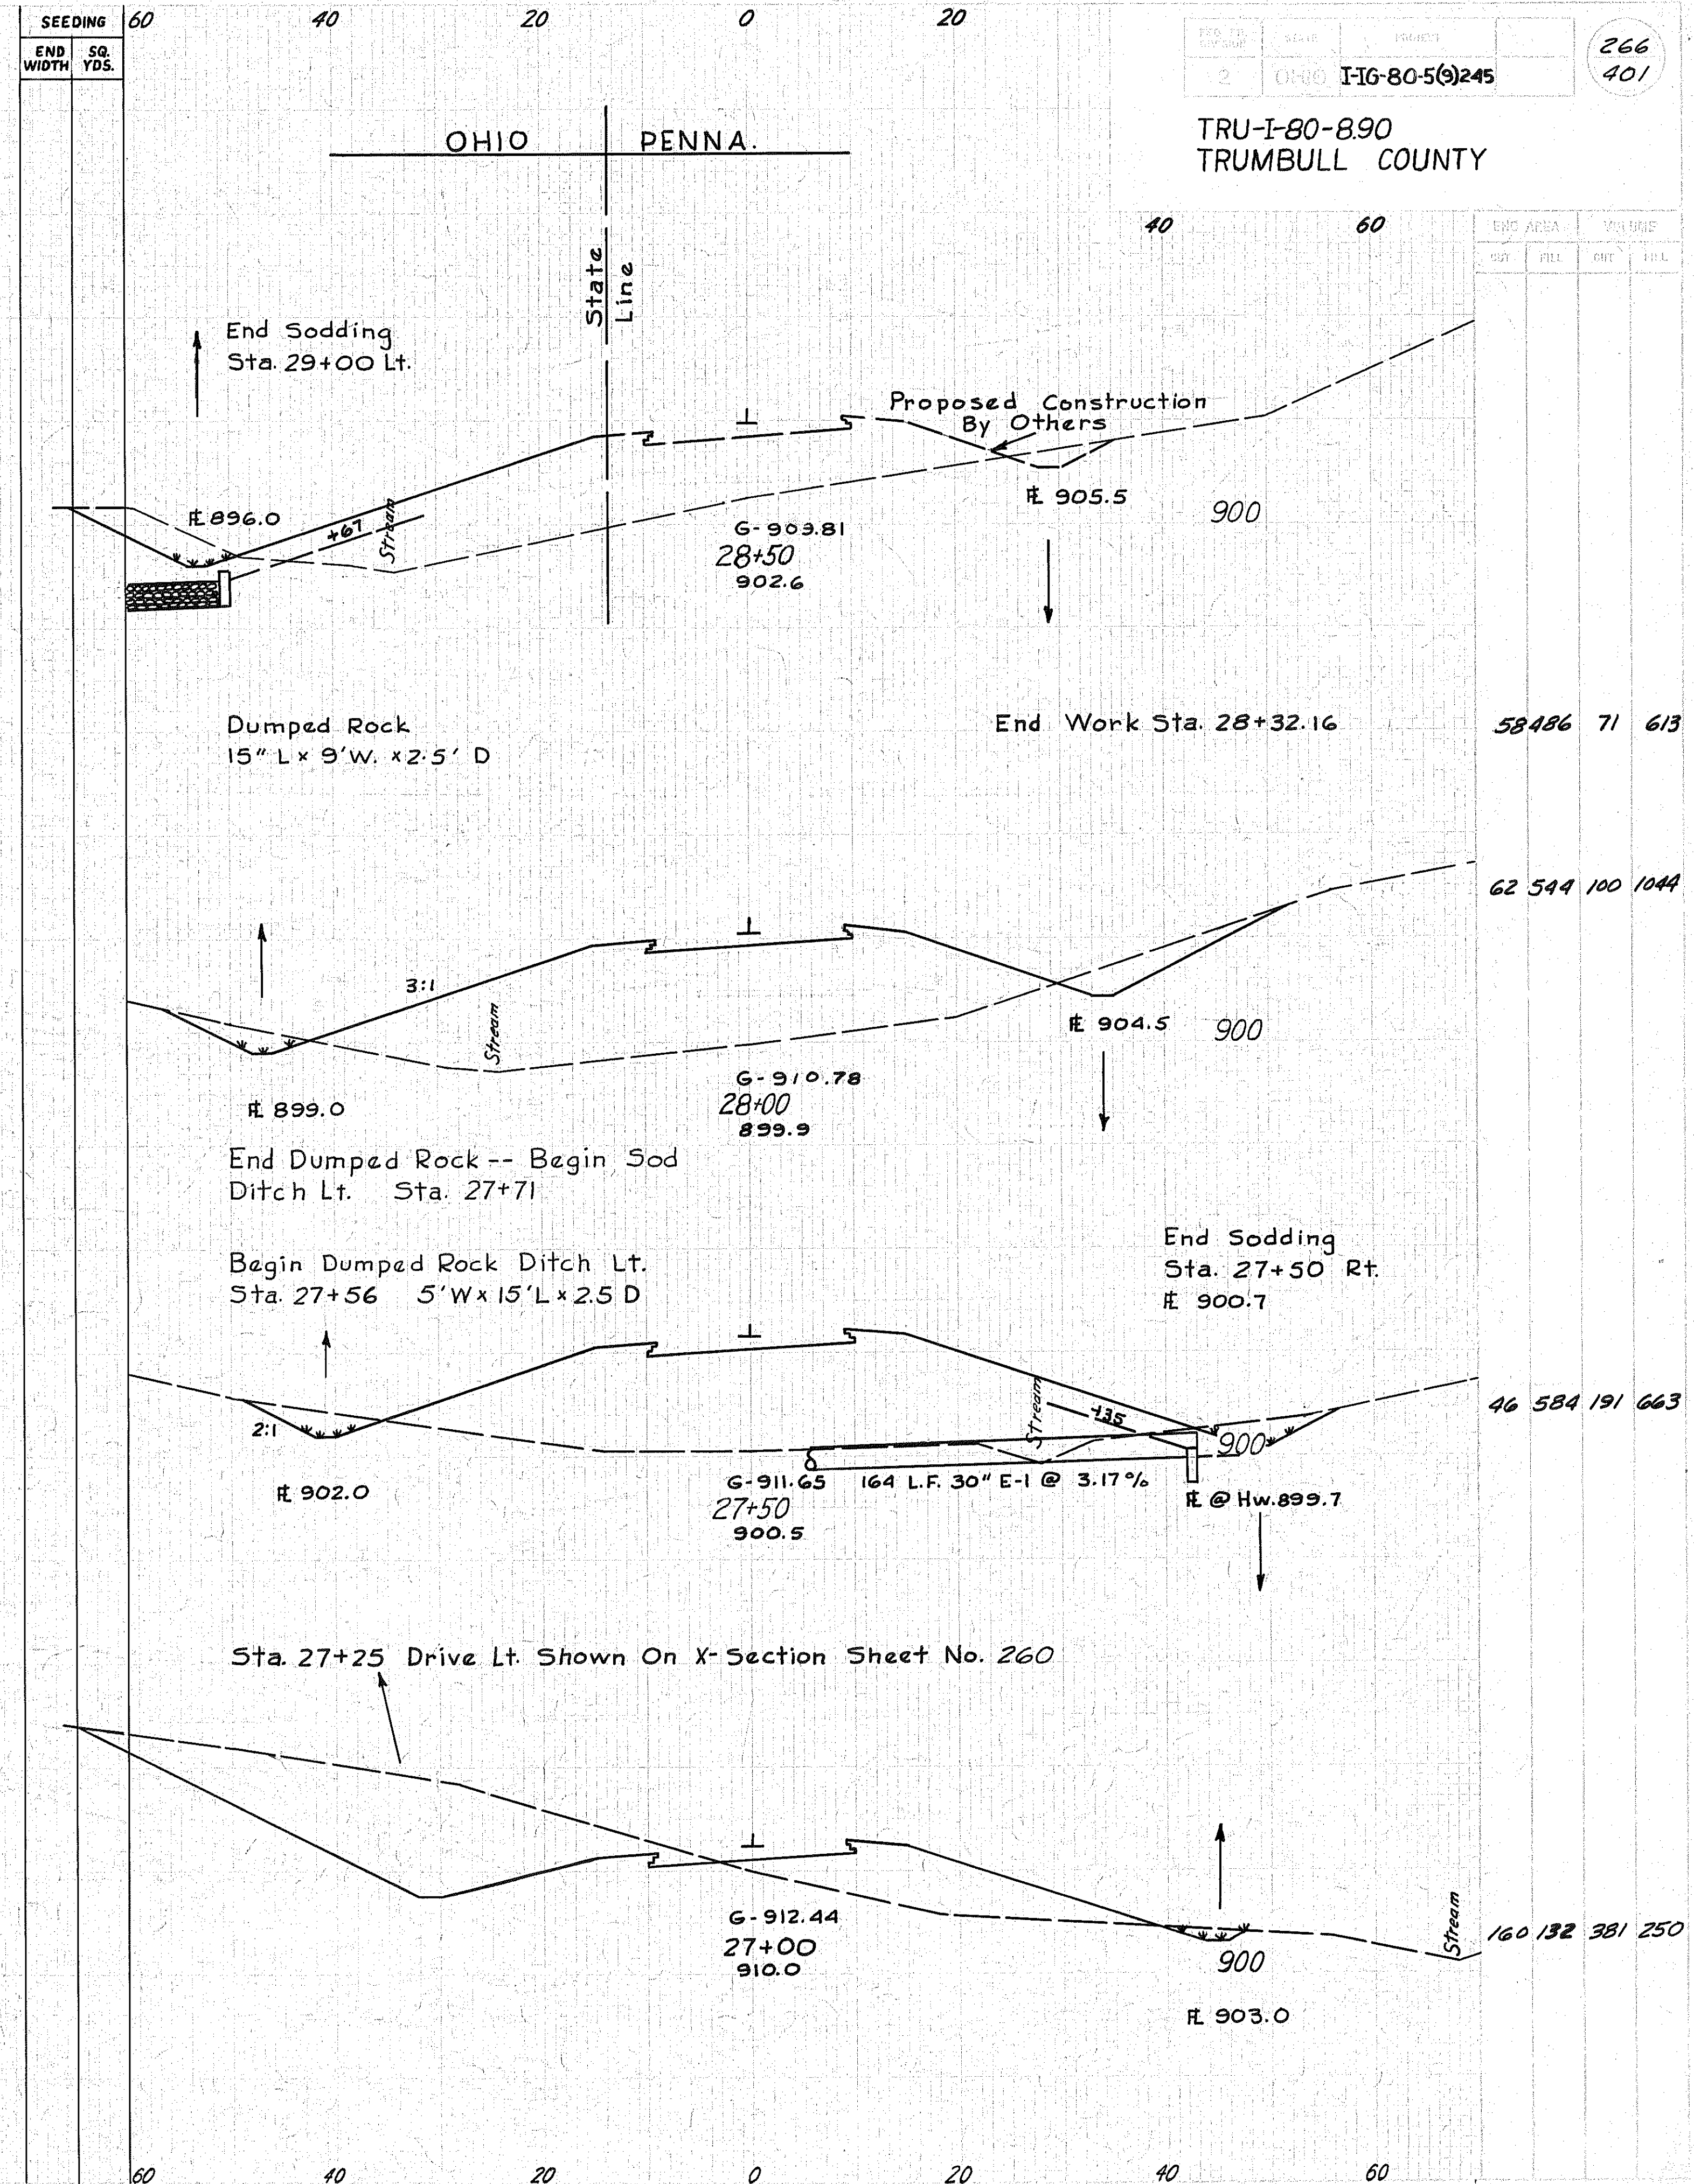 SEEDING
END WIDTH
SQ. YDS.
60 40 20 0 20
266
401
2 OHIO I-IG-80-5(9)245
TRU-I-80-8.90
TRUMBULL COUNTY
OHIO PENNA.
40 60
END AREA VOLUME
CUT FILL CUT FILL
State Line
End Sodding
Sta. 29+00 Lt.
Proposed Construction
By Others
₣L 896.0
+67
Stream
₣L 905.5
900
G-909.81
28+50
902.6
Dumped Rock
15" L x 9'W. x 2.5' D
End Work Sta. 28+32.16
58 486 71 613
62 544 100 1044
3:1
Stream
₣L 904.5
900
G-910.78
28+00
899.9
₣L 899.0
End Dumped Rock -- Begin Sod
Ditch Lt. Sta. 27+71
Begin Dumped Rock Ditch Lt.
Sta. 27+56 5'W x 15'L x 2.5 D
End Sodding
Sta. 27+50 Rt.
₣L 900.7
Stream
+35
46 584 191 663
2:1
900
₣L 902.0
G-911.65 164 L.F. 30" E-1 @ 3.17%
27+50
900.5
₣L @ Hw. 899.7
Sta. 27+25 Drive Lt. Shown On X-Section Sheet No. 260
G-912.44
27+00
910.0
Stream
160 132 381 250
900
₣L 903.0
60 40 20 0 20 40 60